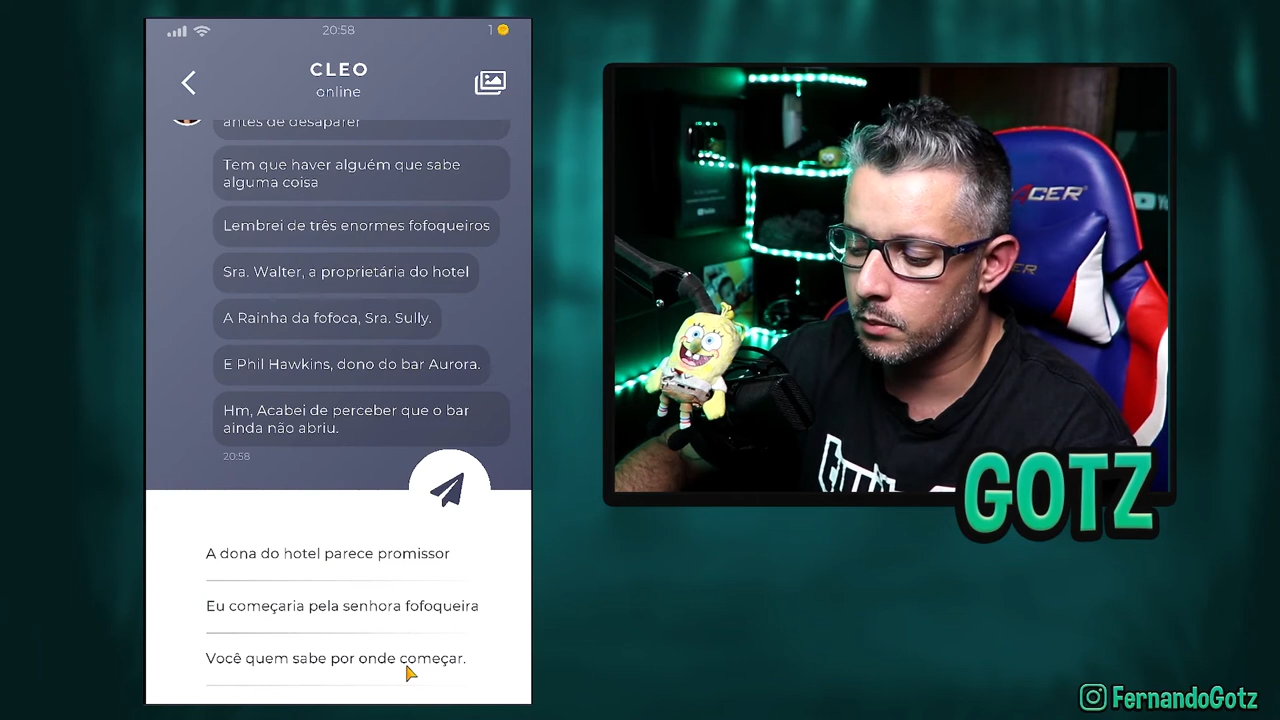 20:58
1
CLEO
online
antes de desaparer
Tem que haver alguém que sabe
alguma coisa
Lembrei de três enormes fofoqueiros
Sra. Walter, a proprietária do hotel
A Rainha da fofoca, Sra. Sully.
E Phil Hawkins, dono do bar Aurora.
Hm, Acabei de perceber que o bar
ainda não abriu.
20:58
A dona do hotel parece promissor
Eu começaria pela senhora fofoqueira
Você quem sabe por onde começar.
ACER
GOTZ
FernandoGotz